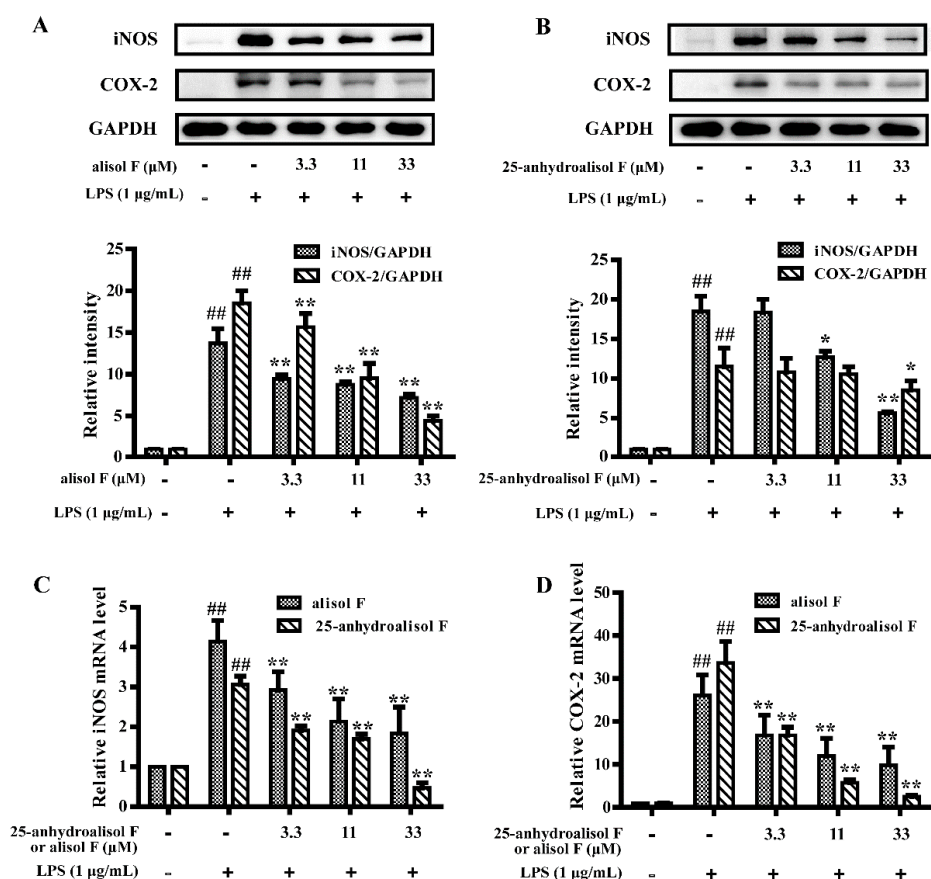 A
iNOS
COX-2
GAPDH
alisol F (μM) - - 3.3 11 33
LPS (1 μg/mL) - + + + +
iNOS/GAPDH
COX-2/GAPDH
Relative intensity
25
20
15
10
5
0
## ## ** ** ** ** ** **
alisol F (μM) - - 3.3 11 33
LPS (1 μg/mL) - + + + +
B
iNOS
COX-2
GAPDH
25-anhydroalisol F (μM) - - 3.3 11 33
LPS (1 μg/mL) - + + + +
iNOS/GAPDH
COX-2/GAPDH
Relative intensity
25
20
15
10
5
0
## ## * ** *
25-anhydroalisol F (μM) - - 3.3 11 33
LPS (1 μg/mL) - + + + +
C
alisol F
25-anhydroalisol F
Relative iNOS mRNA level
5
4
3
2
1
0
## ## ** ** ** ** ** **
25-anhydroalisol F
or alisol F (μM) - - 3.3 11 33
LPS (1 μg/mL) - + + + +
D
alisol F
25-anhydroalisol F
Relative COX-2 mRNA level
50
40
30
20
10
0
## ## ** ** ** ** ** **
25-anhydroalisol F
or alisol F (μM) - - 3.3 11 33
LPS (1 μg/mL) - + + + +